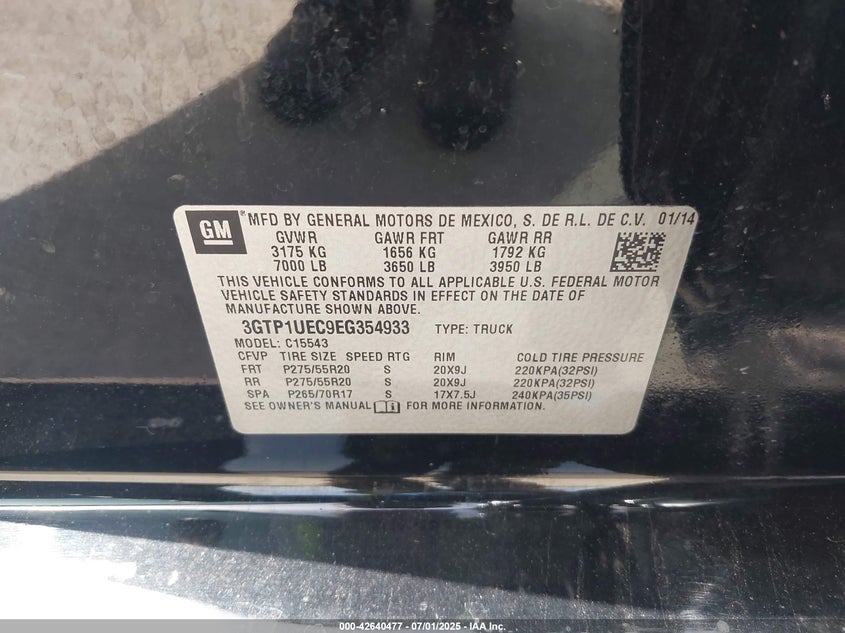 GM ® MFD BY GENERAL MOTORS DE MEXICO, S. DE R.L. DE C.V. 01/14
GVWR GAWR FRT GAWR RR
3175 KG 1656 KG 1792 KG
7000 LB 3650 LB 3950 LB
THIS VEHICLE CONFORMS TO ALL APPLICABLE U.S. FEDERAL MOTOR
VEHICLE SAFETY STANDARDS IN EFFECT ON THE DATE OF
MANUFACTURE SHOWN ABOVE.
3GTP1UEC9EG354933 TYPE: TRUCK
MODEL: C15543
CFVP TIRE SIZE SPEED RTG RIM COLD TIRE PRESSURE
FRT P275/55R20 S 20X9J 220KPA(32PSI)
RR P275/55R20 S 20X9J 220KPA(32PSI)
SPA P265/70R17 S 17X7.5J 240KPA(35PSI)
SEE OWNER'S MANUAL FOR MORE INFORMATION.
000-42640477 - 07/01/2025 - IAA Inc.